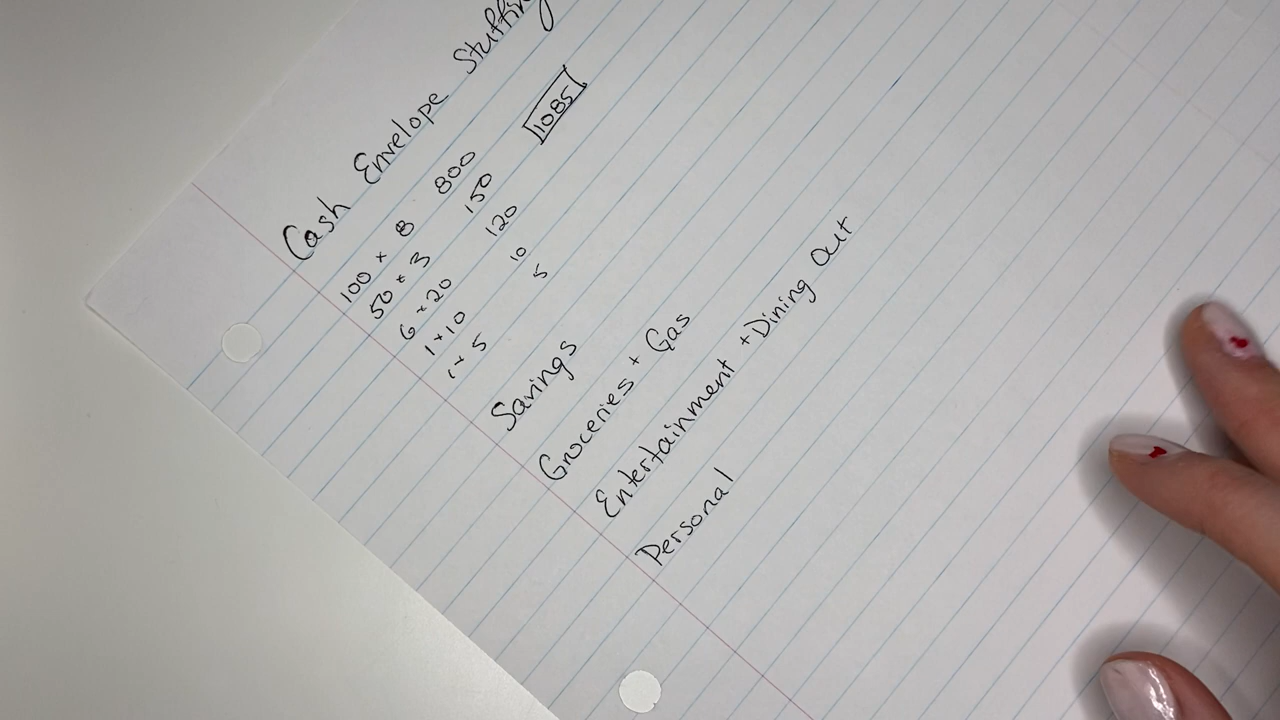 Cash Envelope Stuffing
100 × 8 800
50 × 3 150
6 × 20 120
1 × 10 10
1 × 5 5
1085
Savings
Groceries + Gas
Entertainment + Dining Out
Personal